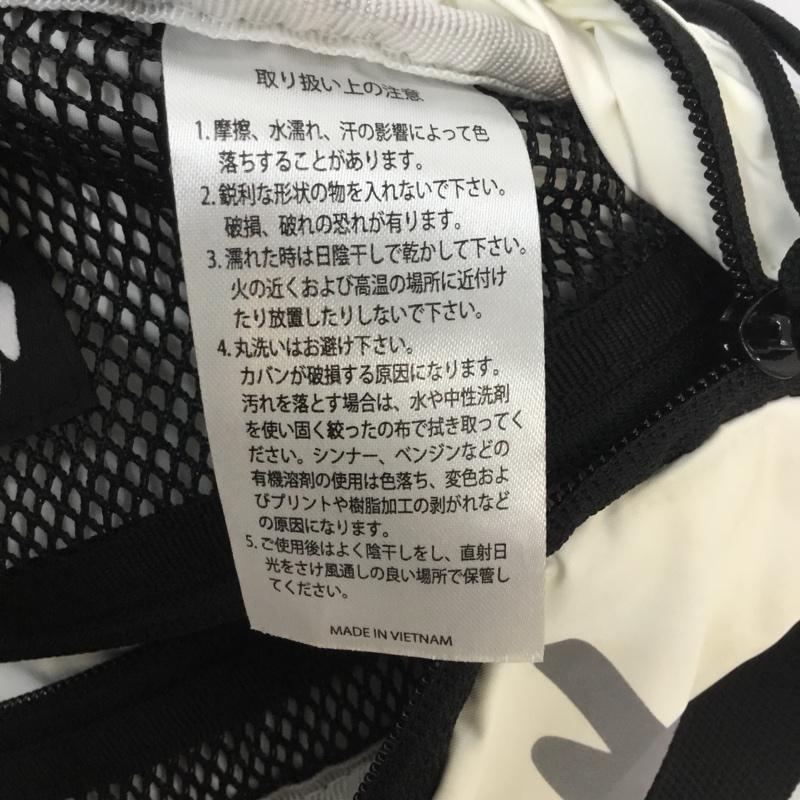 取り扱い上の注意
1. 摩擦、水濡れ、汗の影響によって色
落ちすることがあります。
2. 鋭利な形状の物を入れないで下さい。
破損、破れの恐れが有ります。
3. 濡れた時は日陰干しで乾かして下さい。
火の近くおよび高温の場所に近付け
たり放置したりしないで下さい。
4. 丸洗いはお避け下さい。
カバンが破損する原因になります。
汚れを落とす場合は、水や中性洗剤
を使い固く絞ったの布で拭き取ってく
ださい。シンナー、ベンジンなどの
有機溶剤の使用は色落ち、変色およ
びプリントや樹脂加工の剥がれなど
の原因になります。
5. ご使用後はよく陰干しをし、直射日
光をさけ風通しの良い場所で保管し
てください。
MADE IN VIETNAM